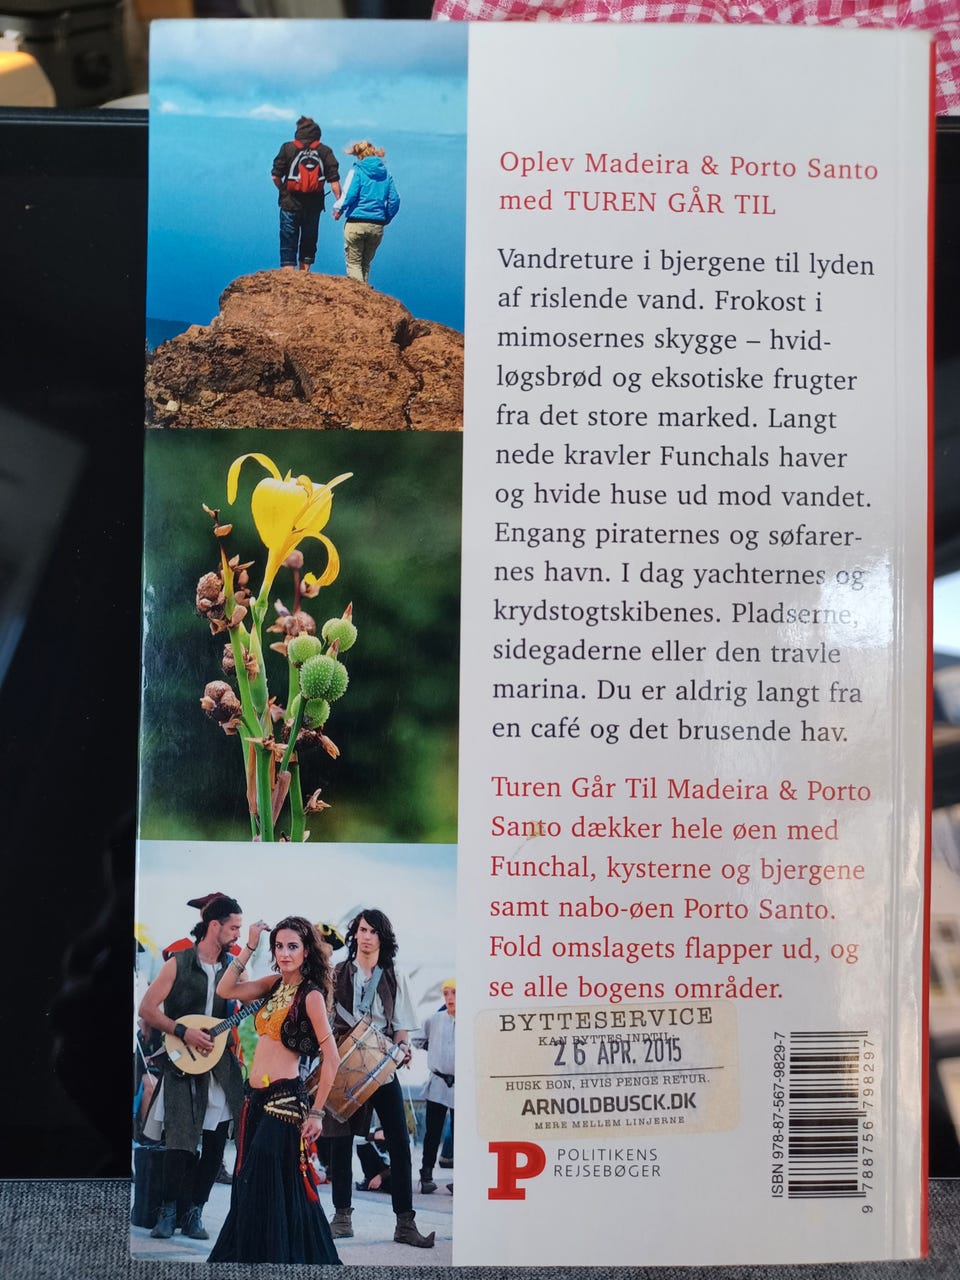 Oplev Madeira & Porto Santo
med TUREN GÅR TIL
Vandreture i bjergene til lyden
af rislende vand. Frokost i
mimosernes skygge – hvid-
løgsbrød og eksotiske frugter
fra det store marked. Langt
nede kravler Funchals haver
og hvide huse ud mod vandet.
Engang piraternes og søfarer-
nes havn. I dag yachternes og
krydstogtskibenes. Pladserne,
sidegaderne eller den travle
marina. Du er aldrig langt fra
en café og det brusende hav.
Turen Går Til Madeira & Porto
Santo dækker hele øen med
Funchal, kysterne og bjergene
samt nabo-øen Porto Santo.
Fold omslagets flapper ud, og
se alle bogens områder.
BYTTESERVICE
KAN BYTTES INDTIL
26 APR. 2015
HUSK BON, HVIS PENGE RETUR.
ARNOLDBUSCK.DK
MERE MELLEM LINJERNE
P
POLITIKENS
REJSEBØGER
ISBN 978-87-567-9829-7
9 788756 798297